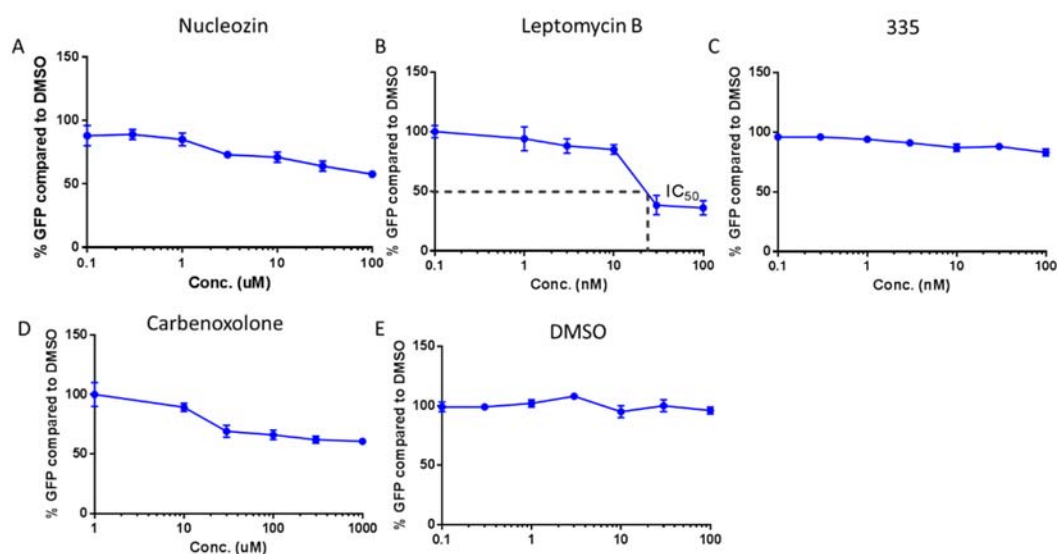 A
Nucleozin
% GFP compared to DMSO
150
100
50
0
0.1
1
10
100
Conc. (uM)
B
Leptomycin B
% GFP compared to DMSO
150
100
50
0
IC50
0.1
1
10
100
Conc. (nM)
C
335
% GFP compared to DMSO
150
100
50
0
0.1
1
10
100
Conc. (nM)
D
Carbenoxolone
% GFP compared to DMSO
150
100
50
0
1
10
100
1000
Conc. (uM)
E
DMSO
% GFP compared to DMSO
150
100
50
0
0.1
1
10
100
Conc. (uM)